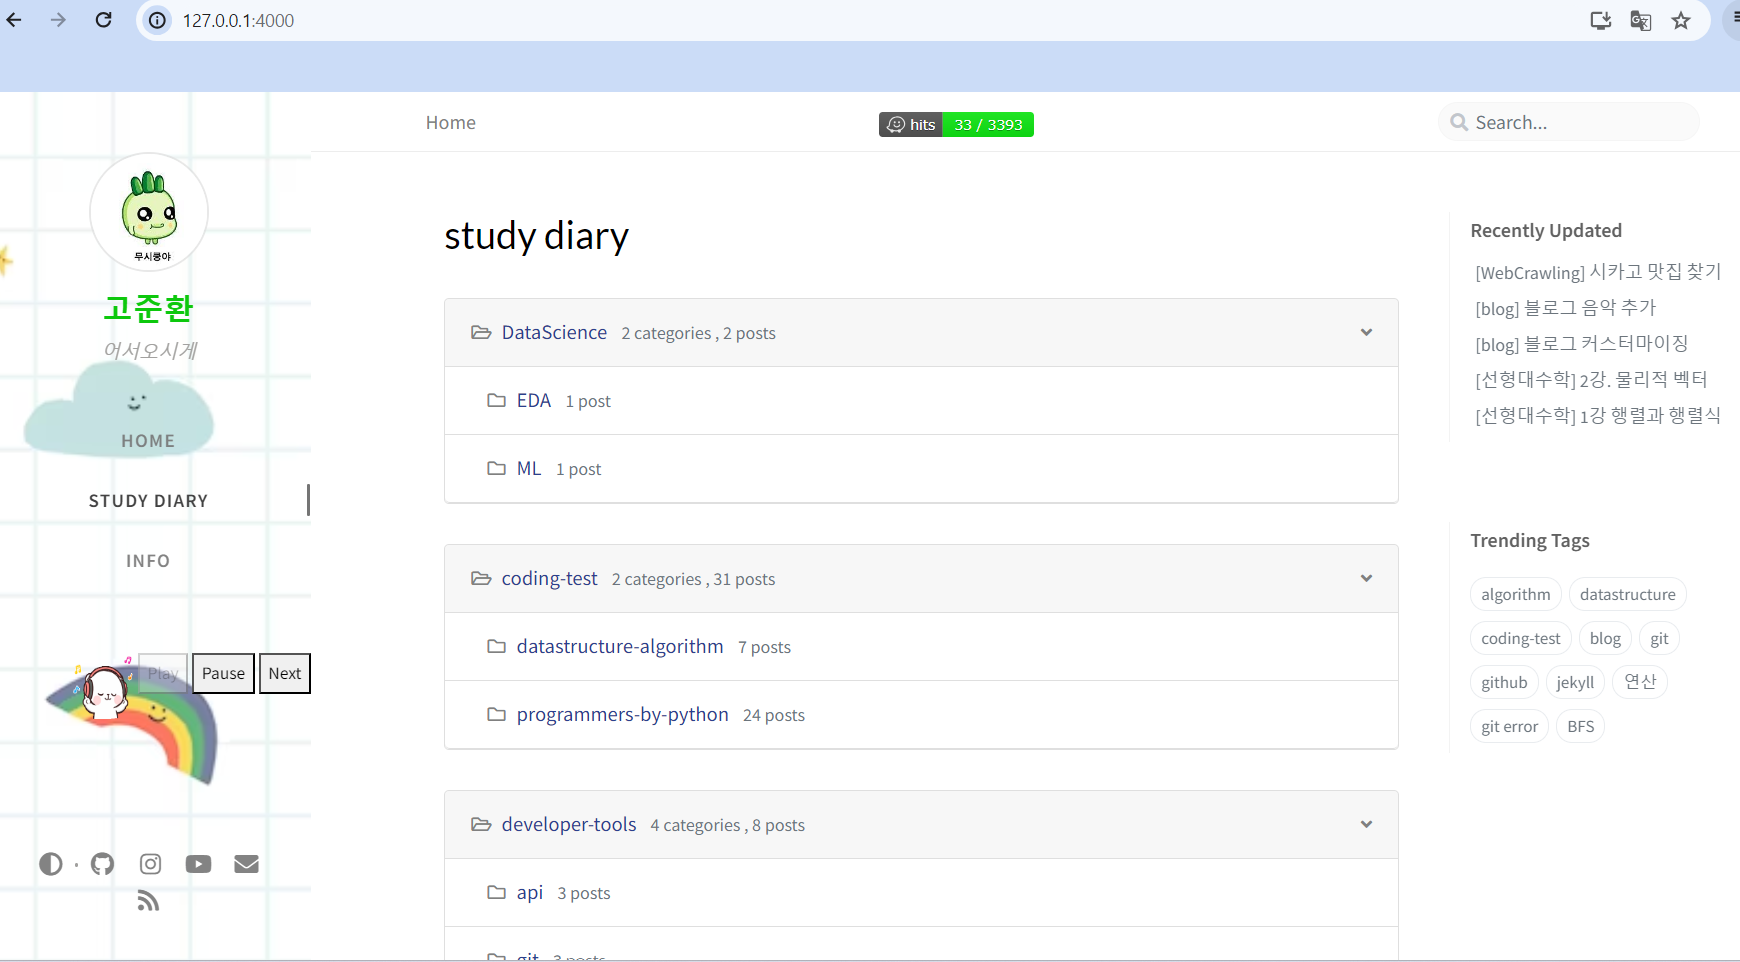 127.0.0.1:4000
Home
hits 33 / 3393
Search...
무시쿵야
고준환
어서오시게
HOME
STUDY DIARY
INFO
Play Pause Next
study diary
DataScience 2 categories , 2 posts
EDA 1 post
ML 1 post
coding-test 2 categories , 31 posts
datastructure-algorithm 7 posts
programmers-by-python 24 posts
developer-tools 4 categories , 8 posts
api 3 posts
git 3 posts
Recently Updated
[WebCrawling] 시카고 맛집 찾기
[blog] 블로그 음악 추가
[blog] 블로그 커스터마이징
[선형대수학] 2강. 물리적 벡터
[선형대수학] 1강 행렬과 행렬식
Trending Tags
algorithm datastructure
coding-test blog git
github jekyll 연산
git error BFS